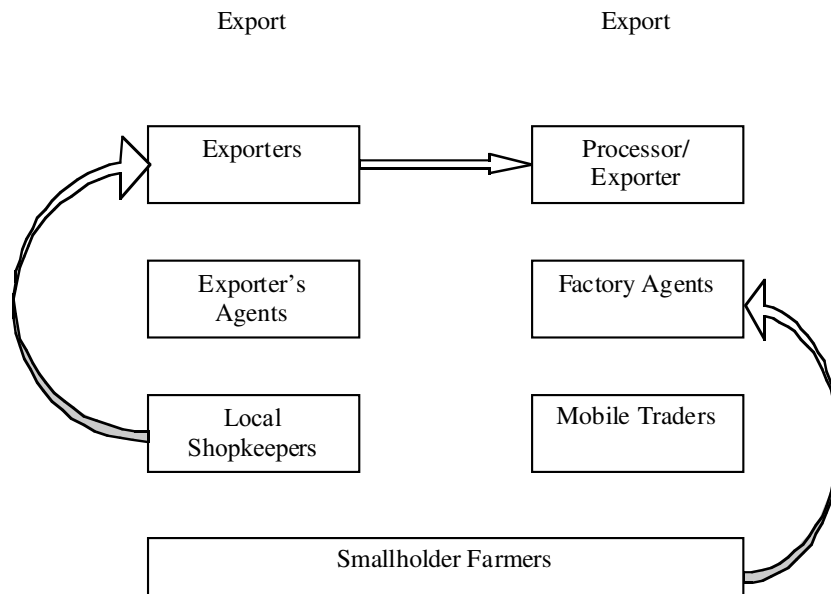 Export
Export
Exporters
Processor/
Exporter
Exporter's
Agents
Factory Agents
Local
Shopkeepers
Mobile Traders
Smallholder Farmers